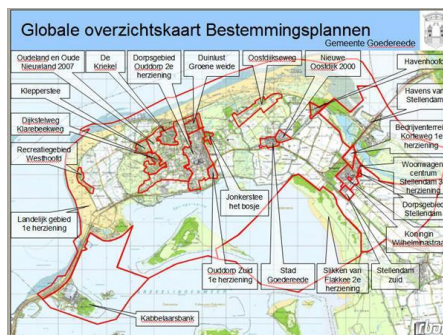 Globale overzichtskaart Bestemmingsplannen
Gemeente Goedereede
Oudeland en Oude
Nieuwland 2007
De
Kriekel
Dorpsgebied
Ouddorp 2e
herziening
Duinlust
Groene weide
Oostdijkseweg
Nieuwe
Oostdijk 2000
Havenhoofd
Klepperstee
Havens van
Stellendam
Dijkstelweg
Klarebeekweg
Bedrijventerrein
Korteweg 1e
herziening
Recreatiegebied
Westhoofd
Woonwagen
centrum
Stellendam 3
herziening
Landelijk gebied
1e herziening
Jonkerstee
het bosje
Dorpsgebied
Stellendam
Koningin
Wilhelminastraat
Ouddorp Zuid
1e herziening
Stad
Goedereede
Slikken van
Flakkee 2e
herziening
Stellendam
zuid
Kabbelaarsbank